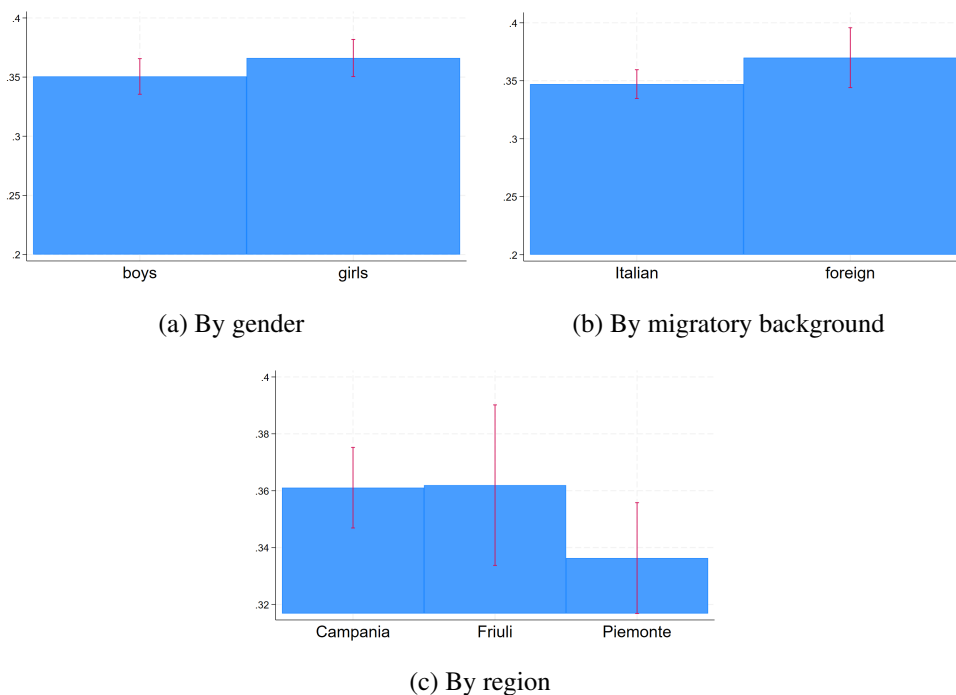 .4
.35
.3
.25
.2
boys girls
(a) By gender
.4
.35
.3
.25
.2
Italian foreign
(b) By migratory background
.4
.38
.36
.34
.32
Campania Friuli Piemonte
(c) By region